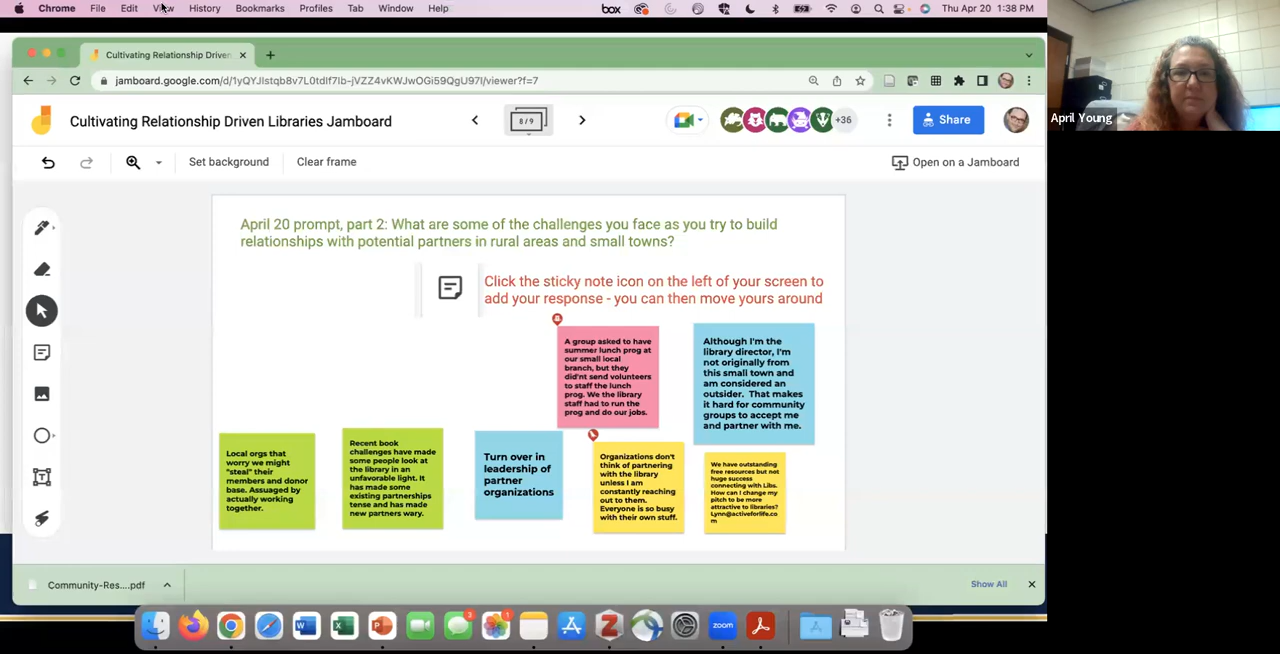 Chrome File Edit View History Bookmarks Profiles Tab Window Help box Thu Apr 20 1:38 PM
Cultivating Relationship Driven
jamboard.google.com/d/
Cultivating Relationship Driven Libraries Jamboard
8/9
+36
Share
Set background
Clear frame
Open on a Jamboard
April 20 prompt, part 2: What are some of the challenges you face as you try to build
relationships with potential partners in rural areas and small towns?
Click the sticky note icon on the left of your screen to
add your response - you can then move yours around
A group asked to have
summer lunch prog at
our small local
branch, but they
did'nt send volunteers
to staff the lunch
prog. We the library
staff had to run the
prog and do our jobs.
Although I'm the
library director, I'm
not originally from
this small town and
am considered an
outsider. That makes
it hard for community
groups to accept me
and partner with me.
Local orgs that
worry we might
"steal" their
members and donor
base. Assuaged by
actually working
together.
Recent book
challenges have made
some people look at
the library in an
unfavorable light. It
has made some
existing partnerships
tense and has made
new partners wary.
Turn over in
leadership of
partner
organizations
Organizations don't
think of partnering
with the library
unless I am
constantly reaching
out to them.
Everyone is so busy
with their own stuff.
We have outstanding
free resources but not
huge success
connecting with Libs.
How can I change my
pitch to be more
attractive to libraries?
Lynn@activeforlife.co
m
Community-Res....pdf
Show All
zoom
April Young